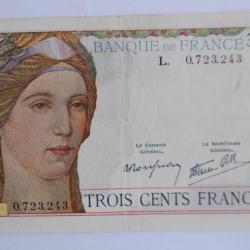 BANQUE DE FRANCE
L. 0.723.243
LE CAISSIER GÉNÉRAL,
LE SECRÉTAIRE GÉNÉRAL,
0.723.243
TROIS CENTS FRANC